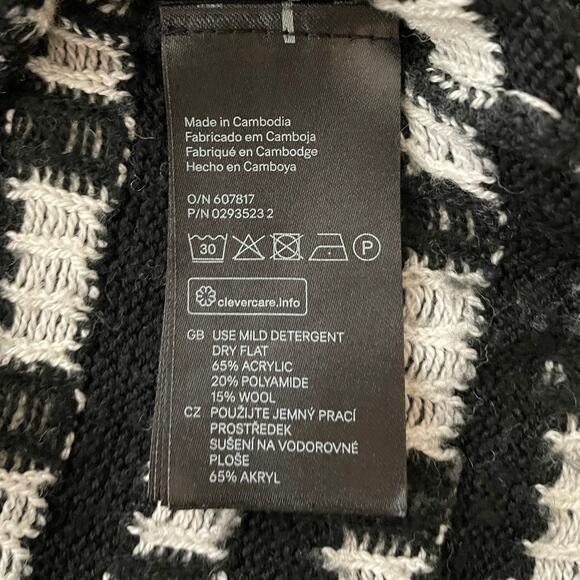 Made in Cambodia
Fabricado em Camboja
Fabriqué en Cambodge
Hecho en Camboya
O/N 607817
P/N 0293523 2
30 P
clevercare.info
GB USE MILD DETERGENT
DRY FLAT
65% ACRYLIC
20% POLYAMIDE
15% WOOL
CZ POUŽIJTE JEMNÝ PRACÍ
PROSTŘEDEK
SUŠENÍ NA VODOROVNÉ
PLOŠE
65% AKRYL